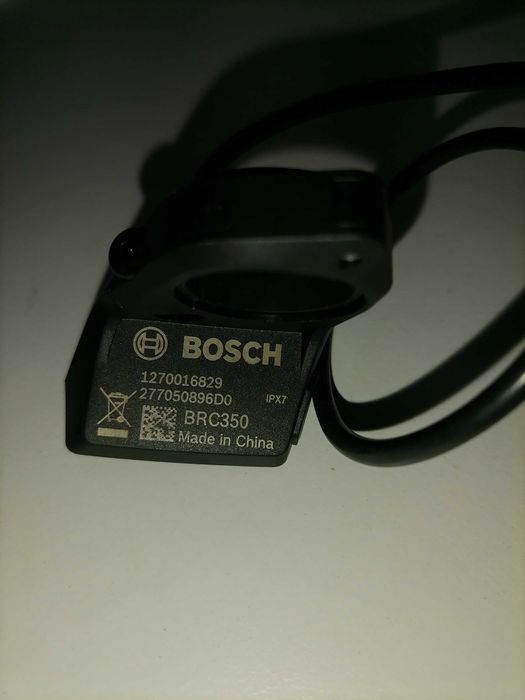 BOSCH
1270016829
277050896D0 IPX7
BRC350
Made in China